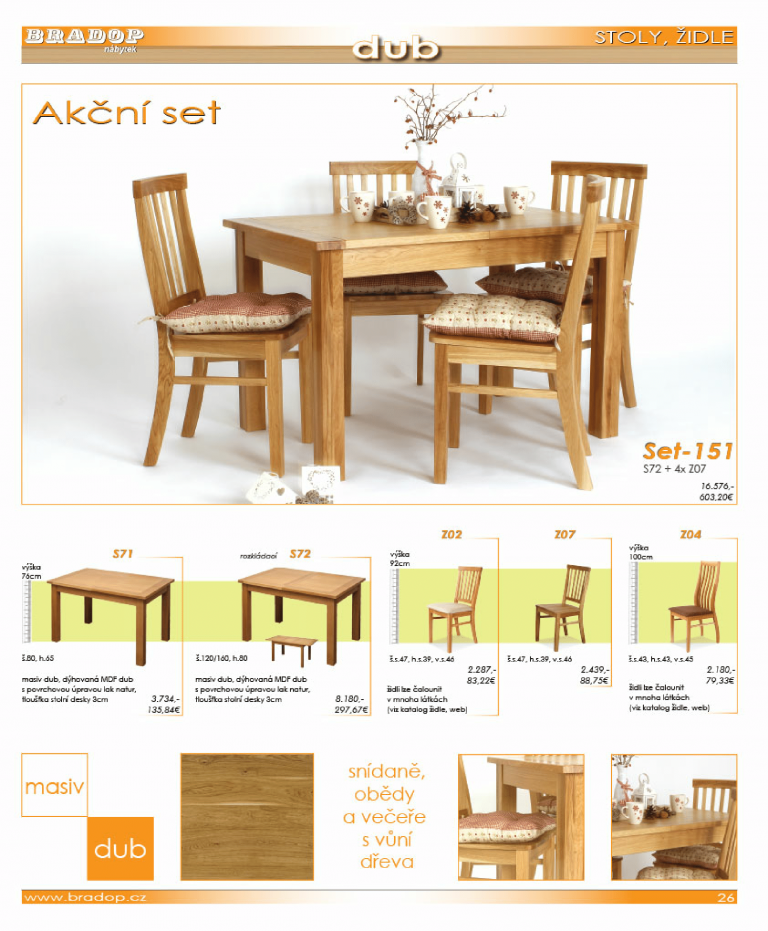 BRADOP
nábytek
dub
STOLY, ŽIDLE
Akční set
Set-151
S72 + 4x Z07
16.576,-
603,20€
S71
výška
76cm
š.80, h.65
masiv dub, dýhovaná MDF dub
s povrchovou úpravou lak natur,
tloušťka stolní desky 3cm
3.734,-
135,84€
rozkládací S72
š.120/160, h.80
masiv dub, dýhovaná MDF dub
s povrchovou úpravou lak natur,
tloušťka stolní desky 3cm
8.180,-
297,67€
Z02
výška
92cm
š.s.47, h.s.39, v.s.46
2.287,-
83,22€
židli lze čalounit
v mnoha látkách
(viz katalog židle, web)
Z07
š.s.47, h.s.39, v.s.46
2.439,-
88,75€
Z04
výška
100cm
š.s.43, h.s.43, v.s.45
2.180,-
79,33€
židli lze čalounit
v mnoha látkách
(viz katalog židle, web)
masiv
dub
snídaně,
obědy
a večeře
s vůní
dřeva
www.bradop.cz
26